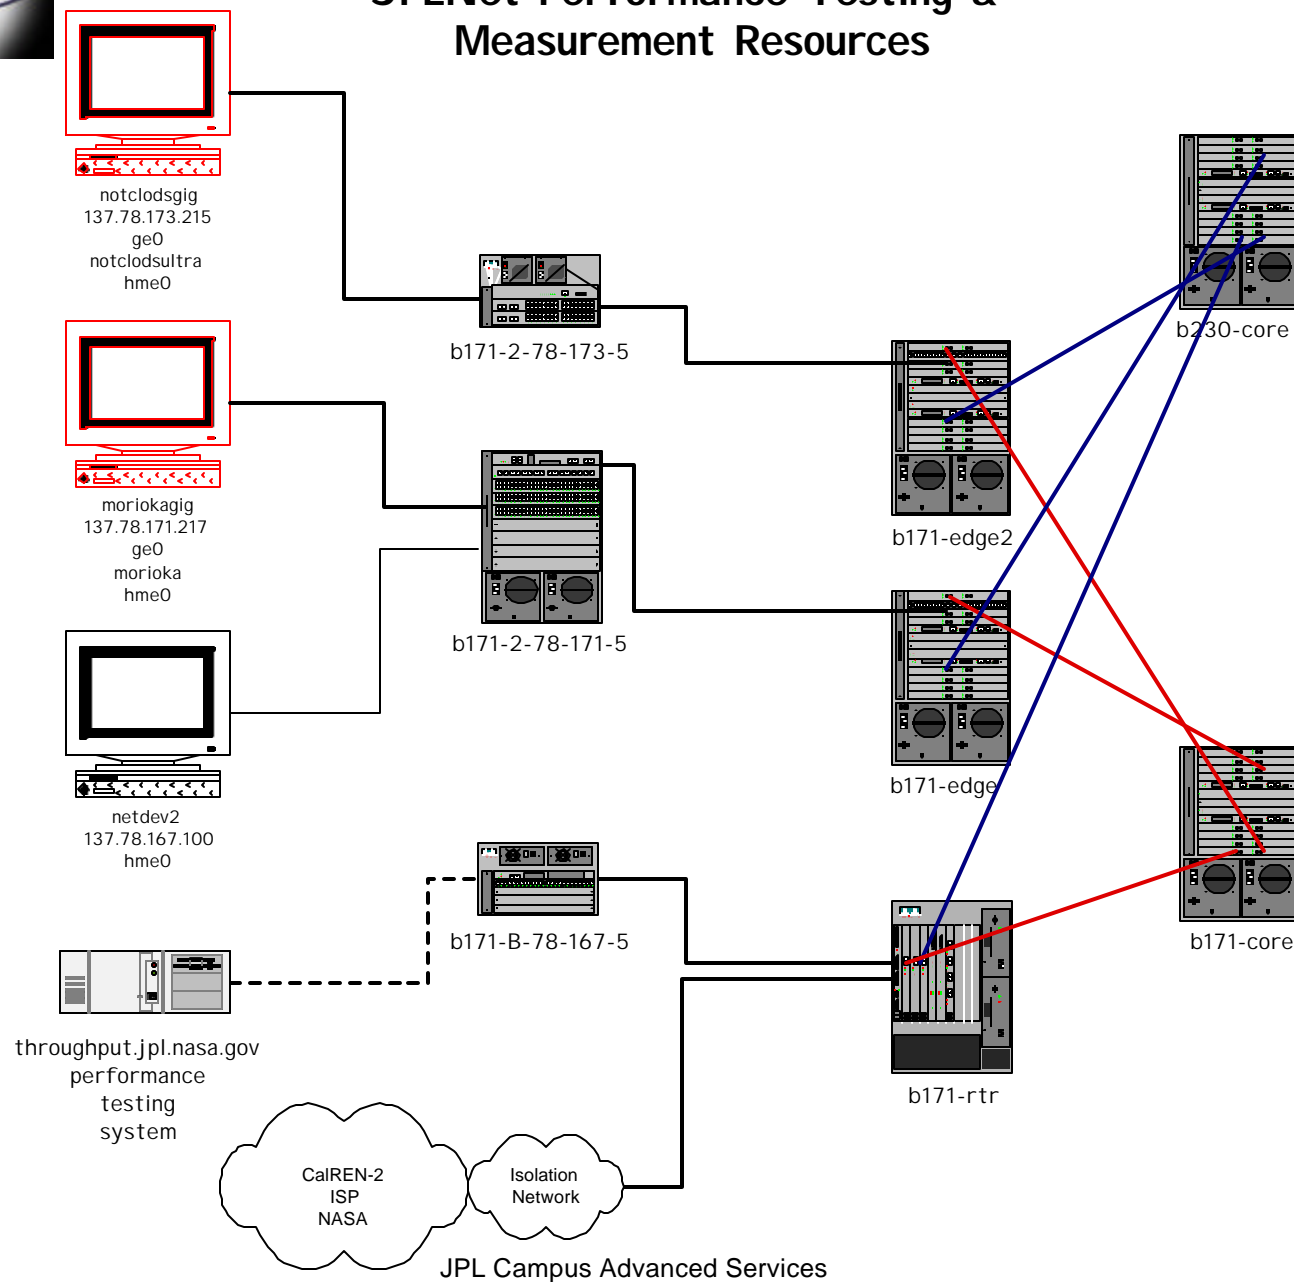 JPLNet Performance Testing &
Measurement Resources
notclodsgig
137.78.173.215
ge0
notclodsultra
hme0
b171-2-78-173-5
b230-core
moriokagig
137.78.171.217
ge0
morioka
hme0
b171-edge2
b171-2-78-171-5
netdev2
137.78.167.100
hme0
b171-edge
b171-B-78-167-5
b171-core
throughput.jpl.nasa.gov
performance
testing
system
b171-rtr
CalREN-2
ISP
NASA
Isolation
Network
JPL Campus Advanced Services